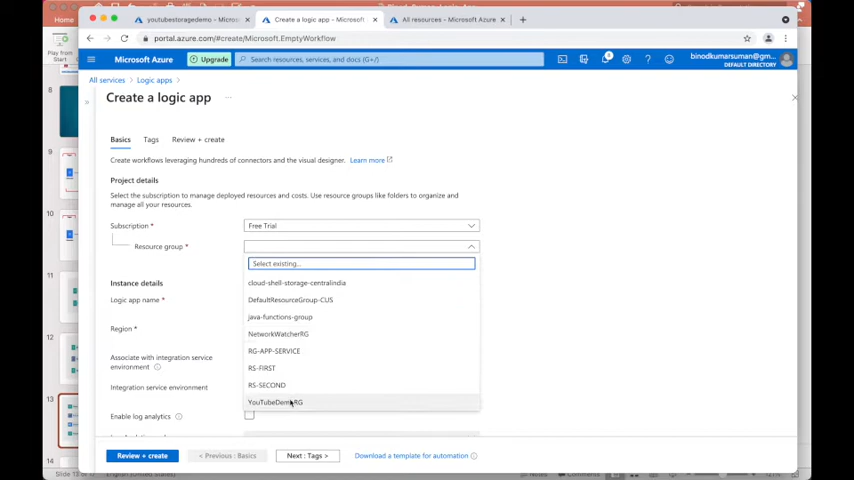 youtubestoragedemo - Microso
Create a logic app - Microsoft
All resources - Microsoft Azure
portal.azure.com/#create/Microsoft.EmptyWorkflow
Play from
Start
Microsoft Azure
Upgrade
Search resources, services, and docs (G+/)
binodkumarsuman@gm...
DEFAULT DIRECTORY
All services > Logic apps >
Create a logic app ...
Basics Tags Review + create
Create workflows leveraging hundreds of connectors and the visual designer. Learn more
Project details
Select the subscription to manage deployed resources and costs. Use resource groups like folders to organize and
manage all your resources.
Subscription * Free Trial
Resource group *
Select existing...
cloud-shell-storage-centralindia
Instance details
DefaultResourceGroup-CUS
Logic app name *
java-functions-group
Region *
NetworkWatcherRG
RG-APP-SERVICE
Associate with integration service
environment
RS-FIRST
Integration service environment
RS-SECOND
YouTubeDemoRG
Enable log analytics
Review + create
< Previous : Basics
Next : Tags >
Download a template for automation
8
9
10
11
12
13